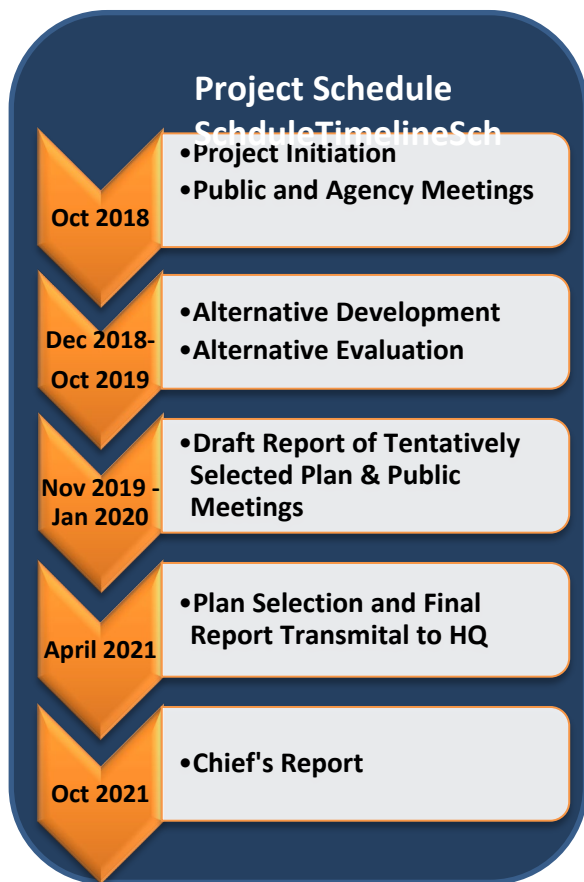 Project Schedule
SchduleTimelineSch
•Project Initiation
•Public and Agency Meetings
Oct 2018
•Alternative Development
•Alternative Evaluation
Dec 2018-
Oct 2019
•Draft Report of Tentatively
Selected Plan & Public
Meetings
Nov 2019 -
Jan 2020
•Plan Selection and Final
Report Transmital to HQ
April 2021
•Chief's Report
Oct 2021